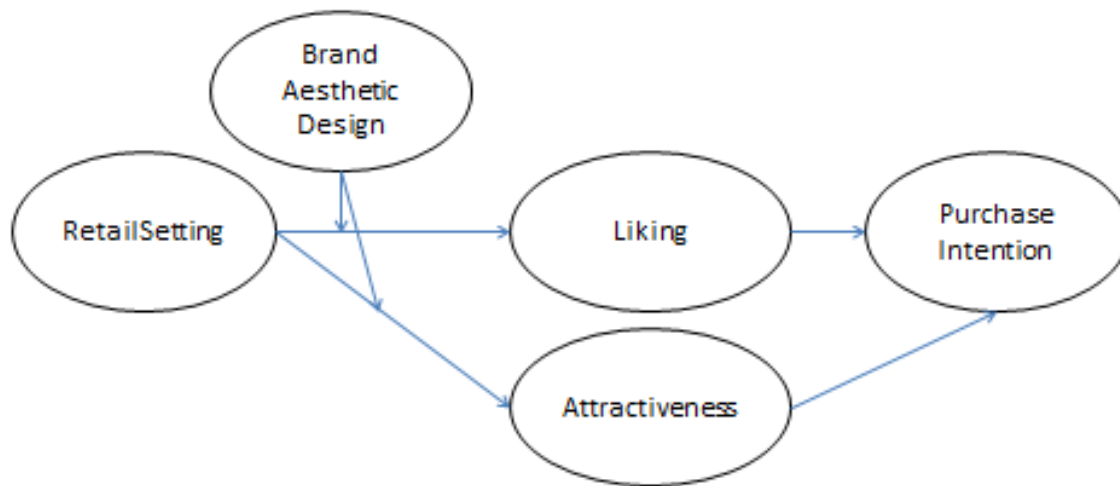 Brand
Aesthetic
Design
RetailSetting
Liking
Purchase
Intention
Attractiveness